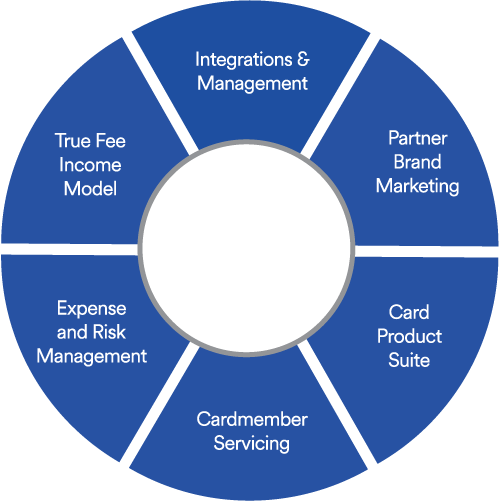 Integrations &
Management
Partner
Brand
Marketing
Card
Product
Suite
Cardmember
Servicing
Expense
and Risk
Management
True Fee
Income
Model